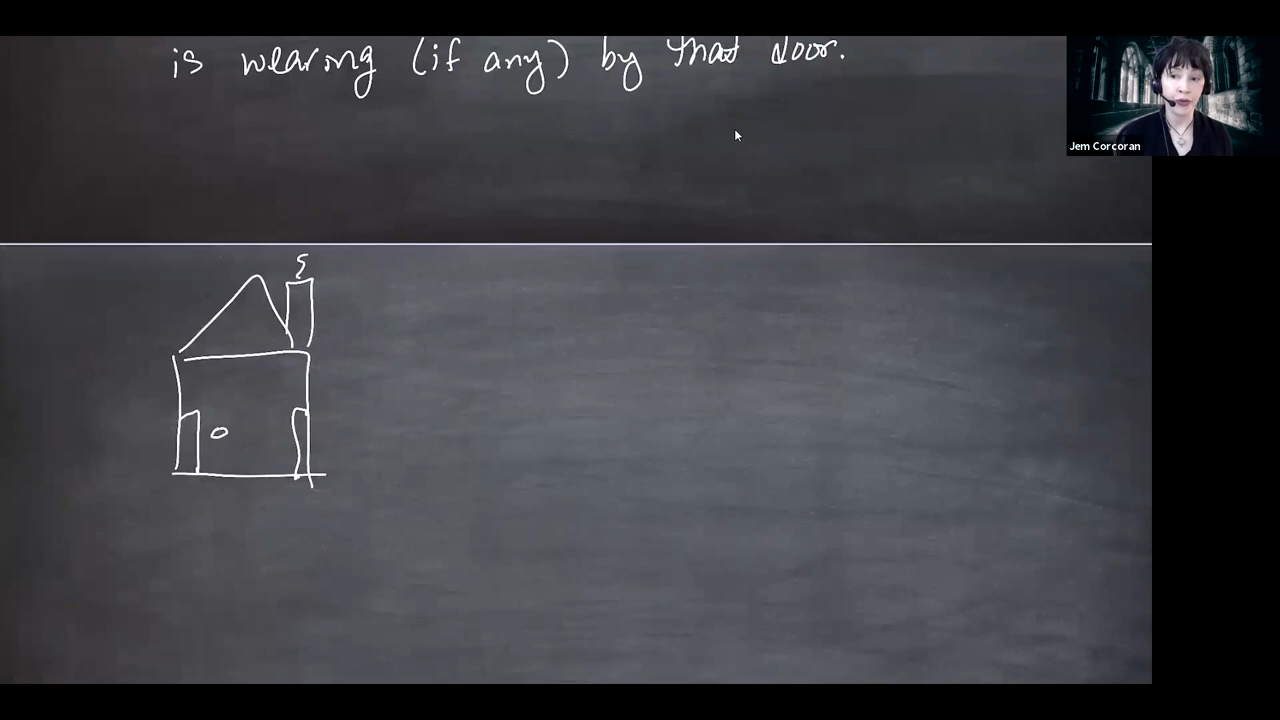 is wearing (if any) by that door.
Jem Corcoran